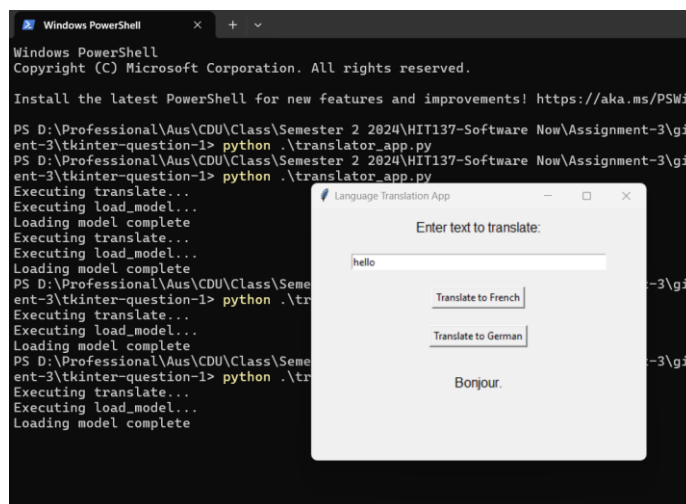 Windows PowerShell
Windows PowerShell
Copyright (C) Microsoft Corporation. All rights reserved.
Install the latest PowerShell for new features and improvements! https://aka.ms/PSWi
PS D:\Professional\Aus\CDU\Class\Semester 2 2024\HIT137-Software Now\Assignment-3\gi
ent-3\tkinter-question-1> python .\translator_app.py
PS D:\Professional\Aus\CDU\Class\Semester 2 2024\HIT137-Software Now\Assignment-3\gi
ent-3\tkinter-question-1> python .\translator_app.py
Executing translate...
Executing load_model...
Loading model complete
Executing translate...
Executing load_model...
Loading model complete
PS D:\Professional\Aus\CDU\Class\Seme
t-3\gi
ent-3\tkinter-question-1> python .\tr
Executing translate...
Executing load_model...
Loading model complete
PS D:\Professional\Aus\CDU\Class\Seme
t-3\gi
ent-3\tkinter-question-1> python .\tr
Executing translate...
Executing load_model...
Loading model complete
Language Translation App
Enter text to translate:
hello
Translate to French
Translate to German
Bonjour.